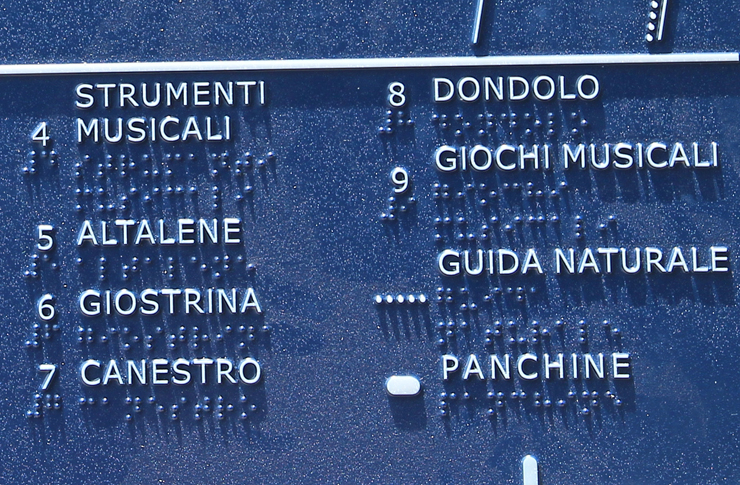 4 STRUMENTI
MUSICALI
5 ALTALENE
6 GIOSTRINA
7 CANESTRO
8 DONDOLO
9 GIOCHI MUSICALI
GUIDA NATURALE
PANCHINE